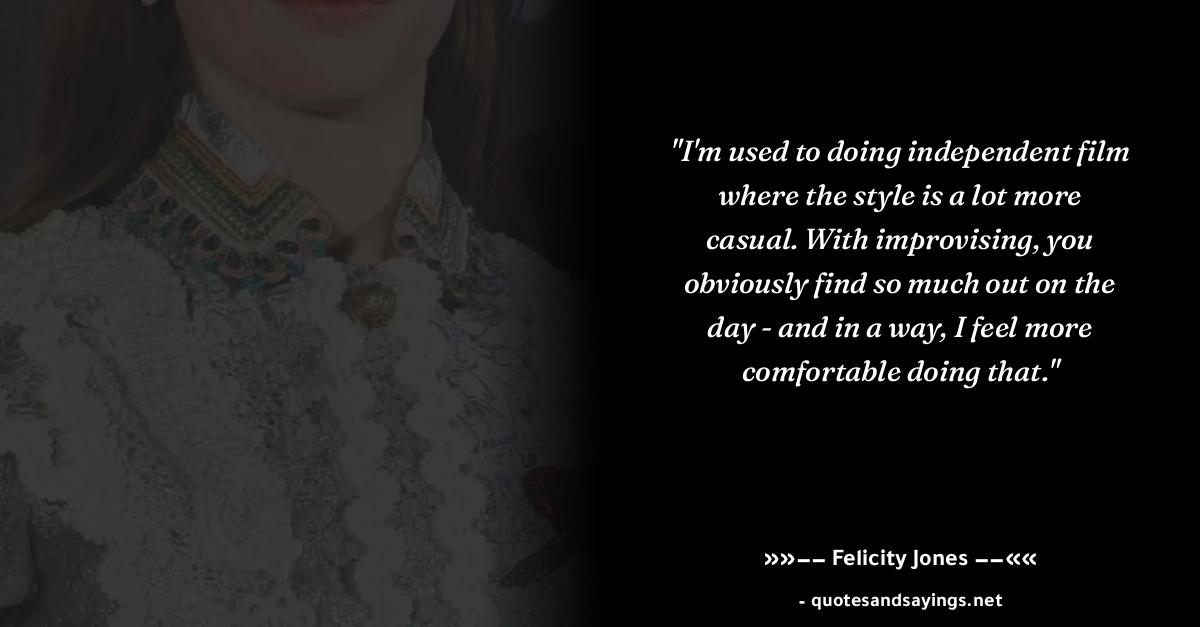 "I'm used to doing independent film
where the style is a lot more
casual. With improvising, you
obviously find so much out on the
day - and in a way, I feel more
comfortable doing that."
»»—— Felicity Jones ——««
- quotesandsayings.net